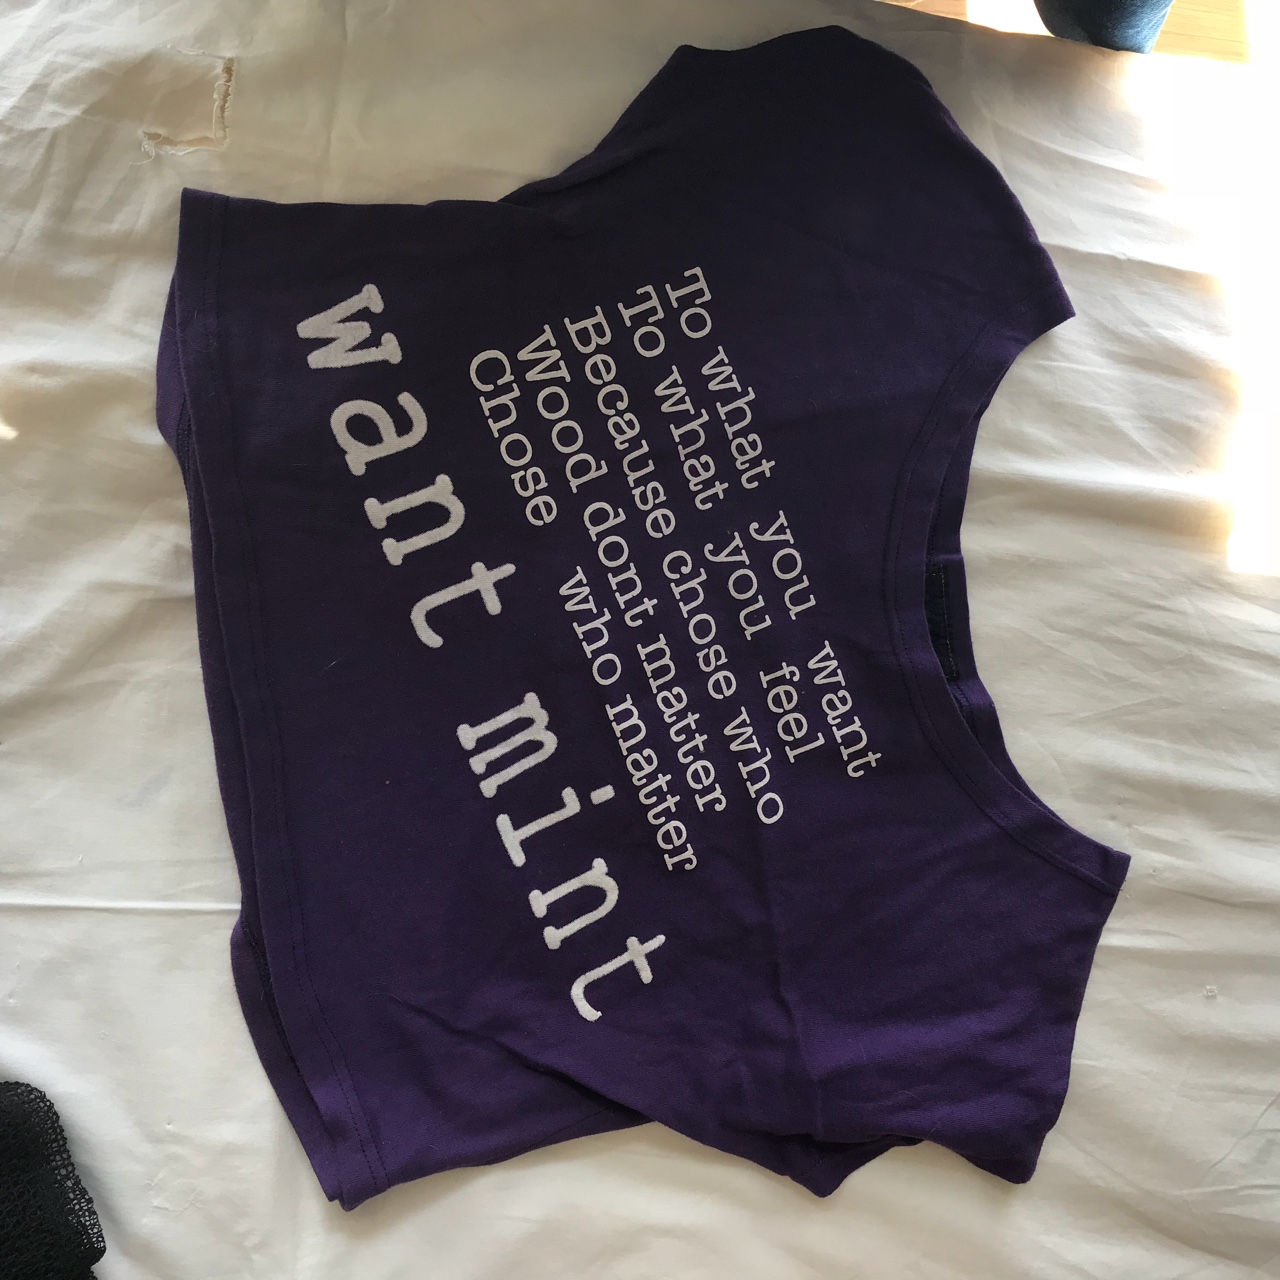 To what you want
To what you feel
Because chose who
Wood dont matter
Chose who matter
want mint